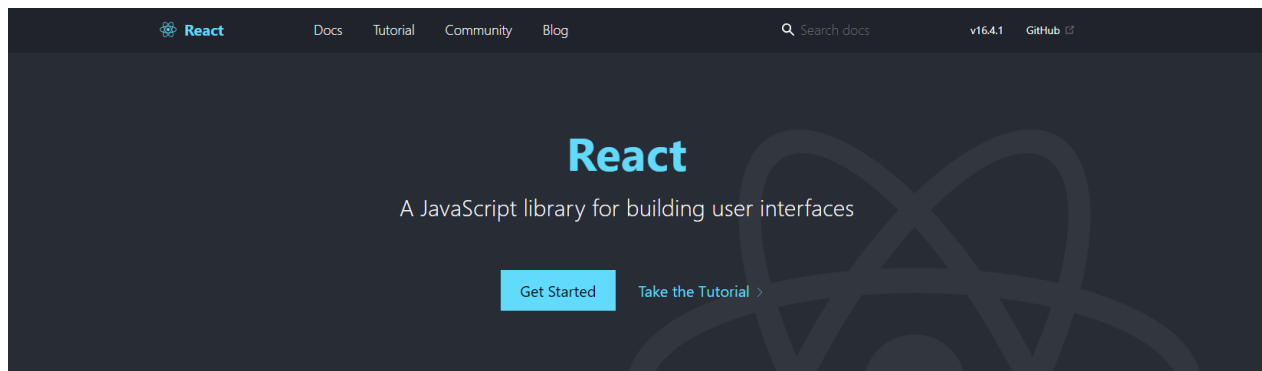 React Docs Tutorial Community Blog Search docs v16.4.1 GitHub
React
A JavaScript library for building user interfaces
Get Started Take the Tutorial